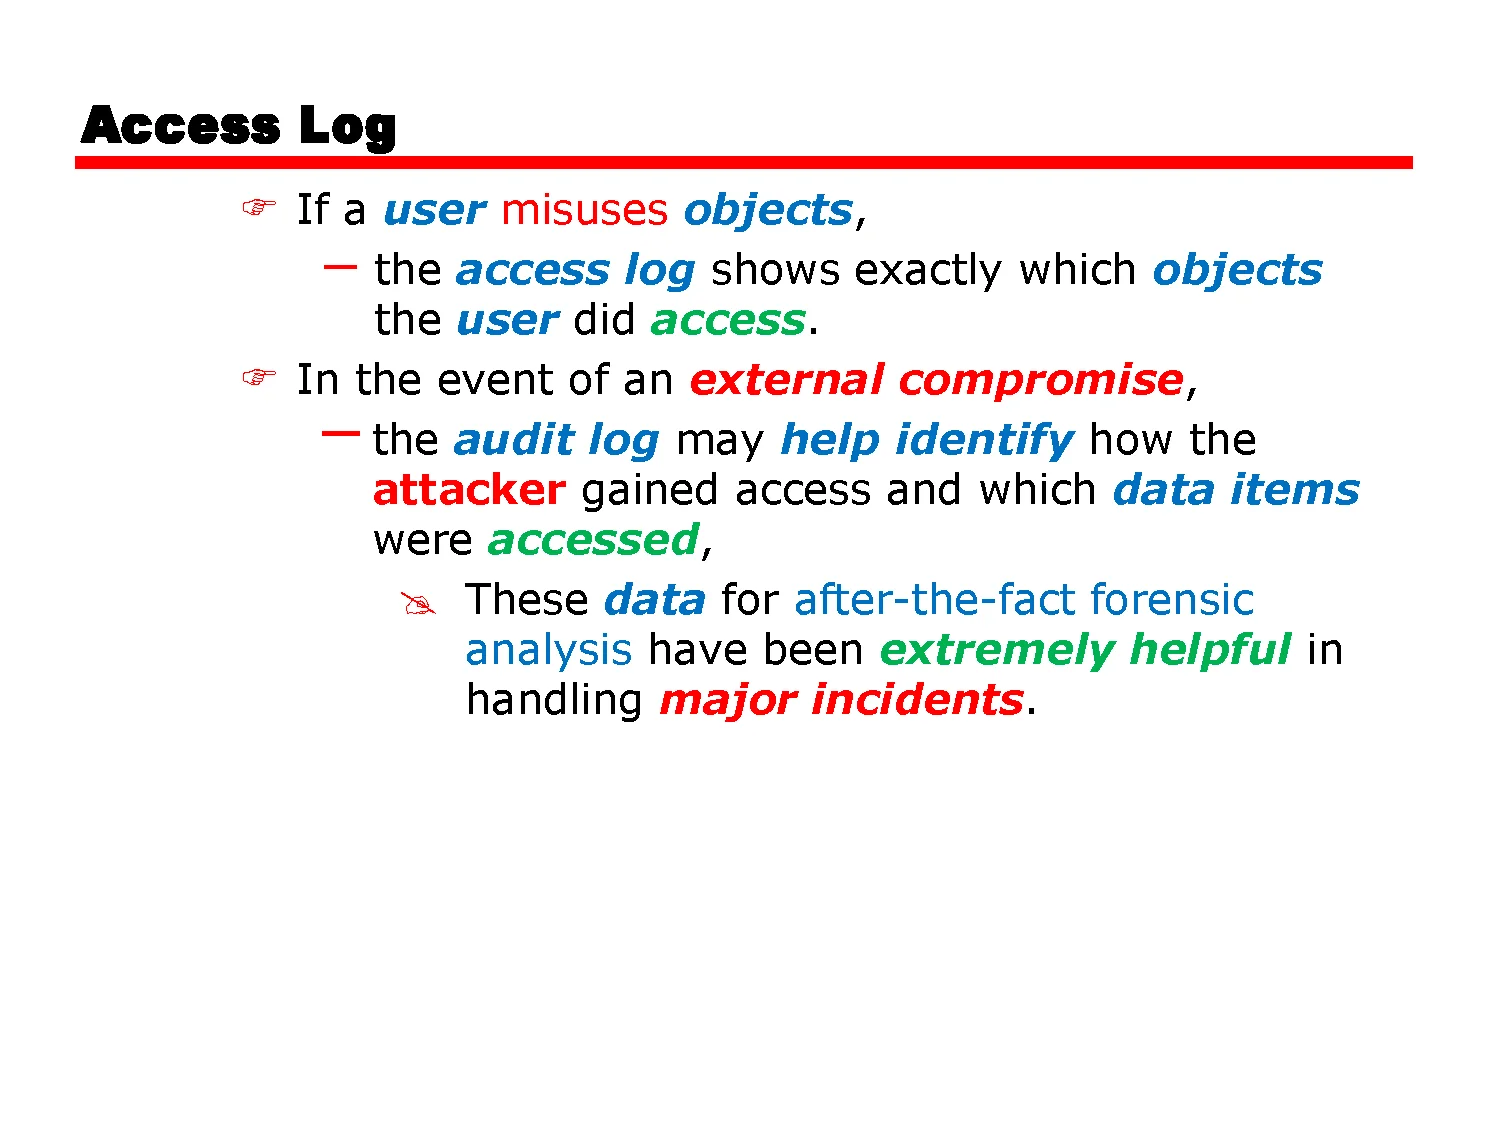 Access Log
☞ If a user misuses objects,
– the access log shows exactly which objects
the user did access.
☞ In the event of an external compromise,
– the audit log may help identify how the
attacker gained access and which data items
were accessed,
These data for after-the-fact forensic
analysis have been extremely helpful in
handling major incidents.